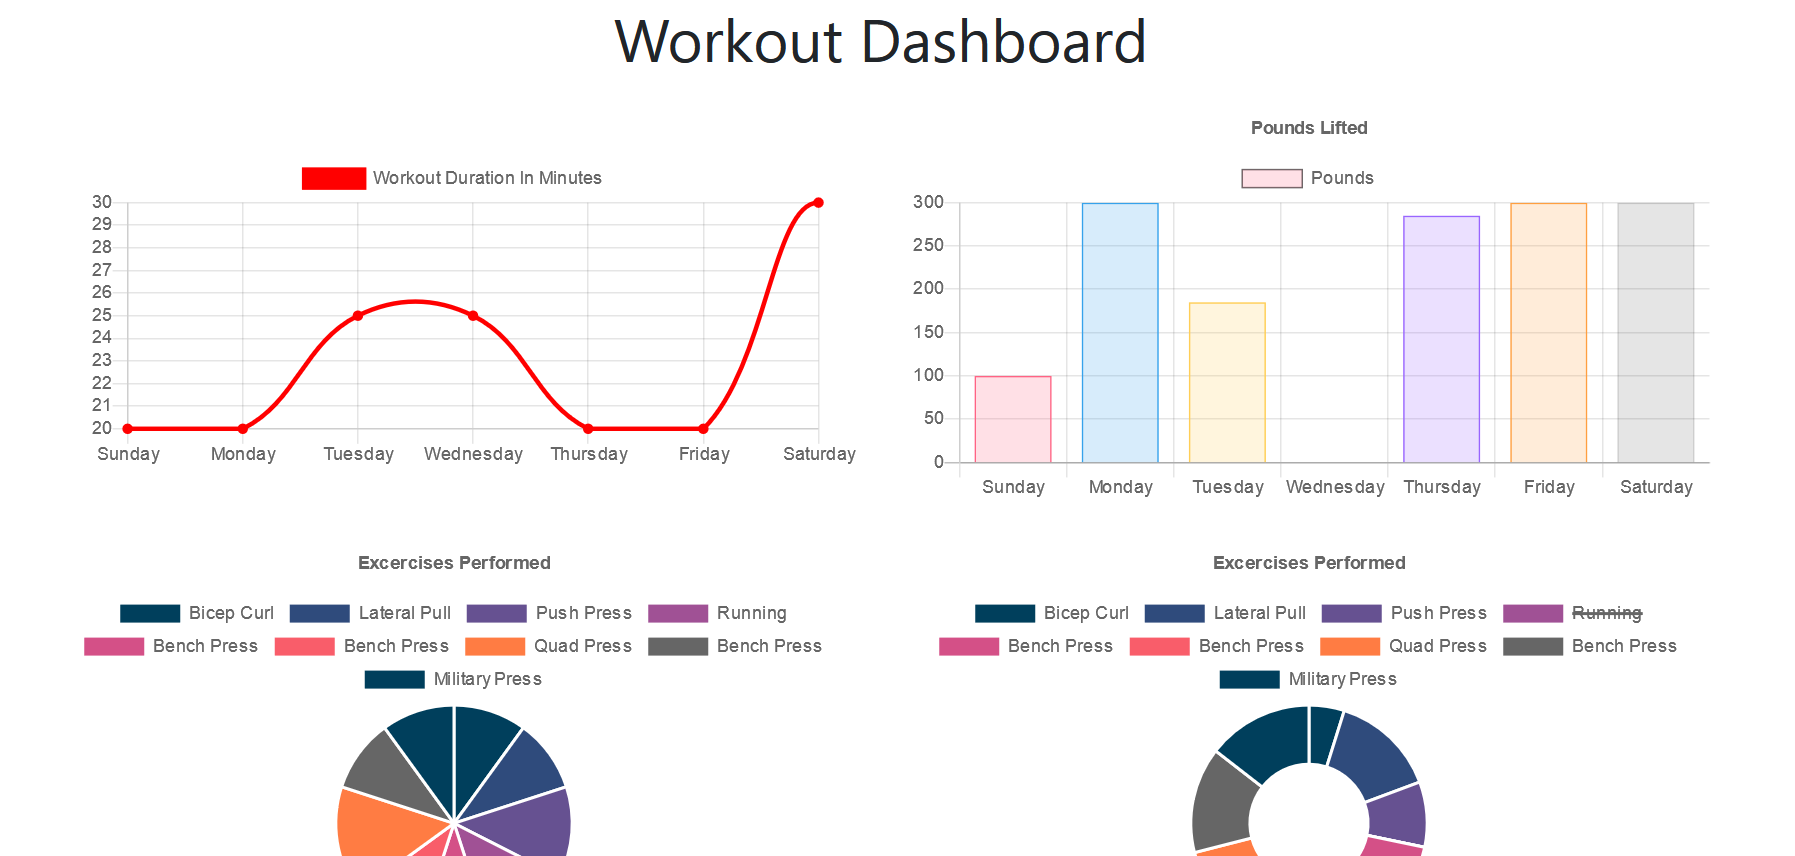 Workout Dashboard
Workout Duration In Minutes
30
29
28
27
26
25
24
23
22
21
20
Sunday Monday Tuesday Wednesday Thursday Friday Saturday
Pounds Lifted
Pounds
300
250
200
150
100
50
0
Sunday Monday Tuesday Wednesday Thursday Friday Saturday
Excercises Performed
Bicep Curl Lateral Pull Push Press Running
Bench Press Bench Press Quad Press Bench Press
Military Press
Excercises Performed
Bicep Curl Lateral Pull Push Press Running
Bench Press Bench Press Quad Press Bench Press
Military Press